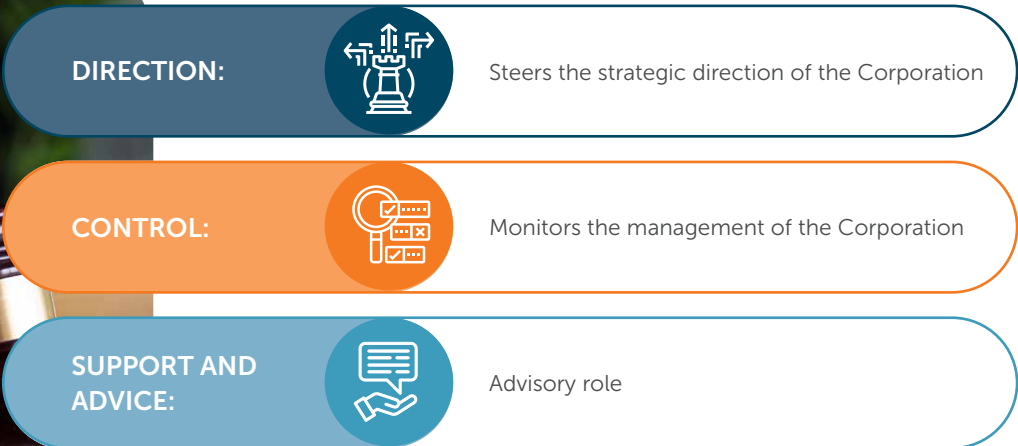 DIRECTION:
Steers the strategic direction of the Corporation
CONTROL:
Monitors the management of the Corporation
SUPPORT AND
ADVICE:
Advisory role